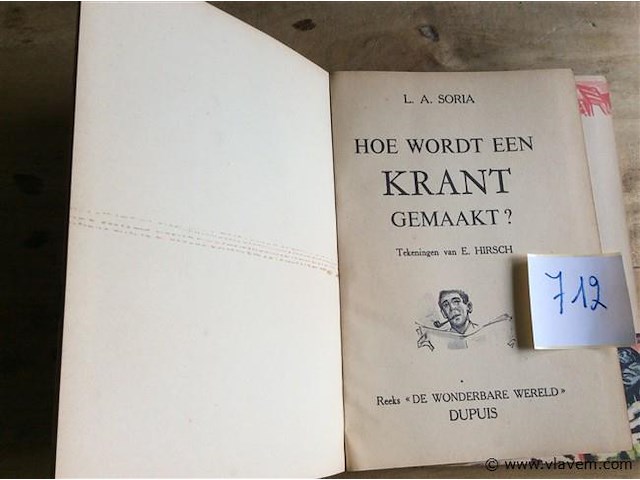 L. A. SORIA
HOE WORDT EEN
KRANT
GEMAAKT?
Tekeningen van E. HIRSCH
712
Reeks «DE WONDERBARE WERELD»
DUPUIS
© www.vlavem.com